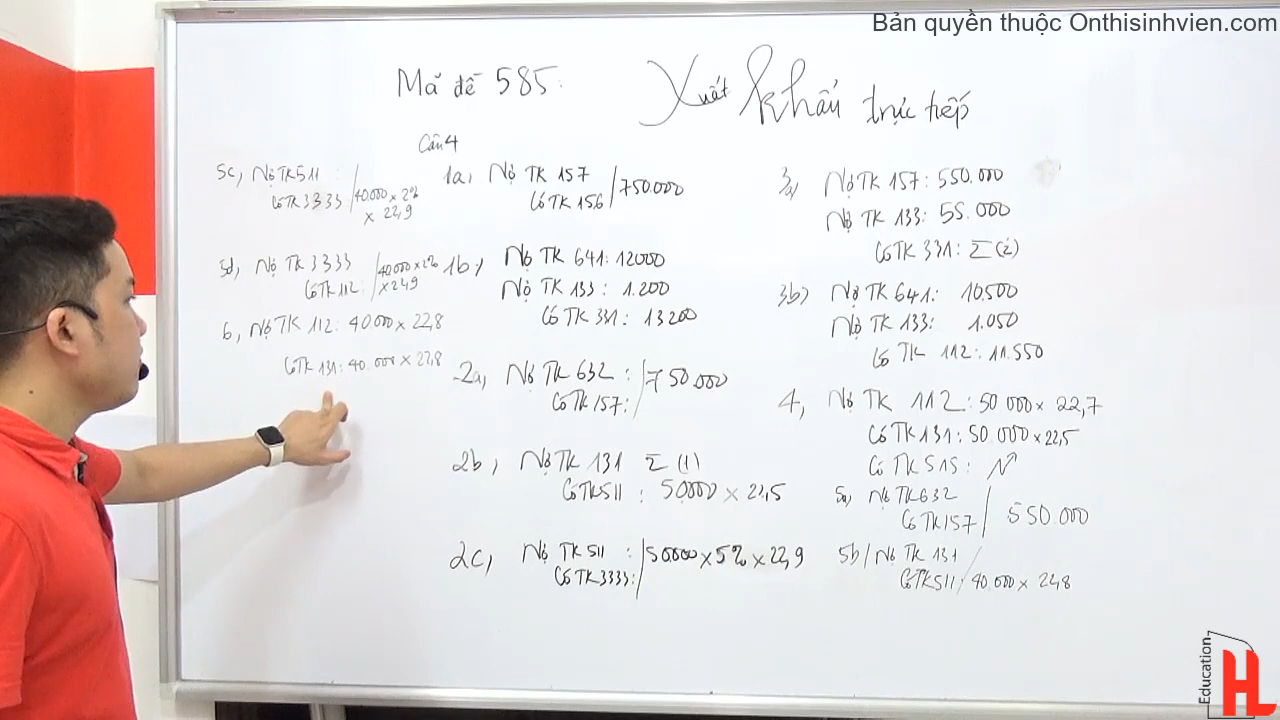 Bản quyền thuộc Onthisinhvien.com
Mã đề 585:
Xuất khẩu trực tiếp
Câu 4
1a, Nợ TK 157
Có TK 156 / 750.000
1b, Nợ TK 641: 12000
Nợ TK 133: 1.200
Có TK 331: 13200
2a, Nợ TK 632: / 750.000
Có TK 157:
2b, Nợ TK 131 Σ (1)
Có TK 511: 50.000 × 22,5
2c, Nợ TK 511: / 50.000 × 5% × 22,9
Có TK 3333:
3a, Nợ TK 157: 550.000
Nợ TK 133: 55.000
Có TK 331: Σ (2)
3b) Nợ TK 641: 10.500
Nợ TK 133: 1.050
Có TK 112: 11.550
4, Nợ TK 112: 50 000 × 22,7
Có TK 131: 50.000 × 22,5
Có TK 515:
5a, Nợ TK 632
Có TK 157 / 550.000
5b/ Nợ TK 131
Có TK 511 / 40.000 × 22,8
5c, Nợ TK 511:
Có TK 3333 / 40.000 × 2%
× 22,9
5d, Nợ TK 3333 / 40000 × 2%
Có TK 112: × 22,9
6, Nợ TK 112: 40000 × 22,8
Có TK 131: 40.000 × 22,8
Education
HL